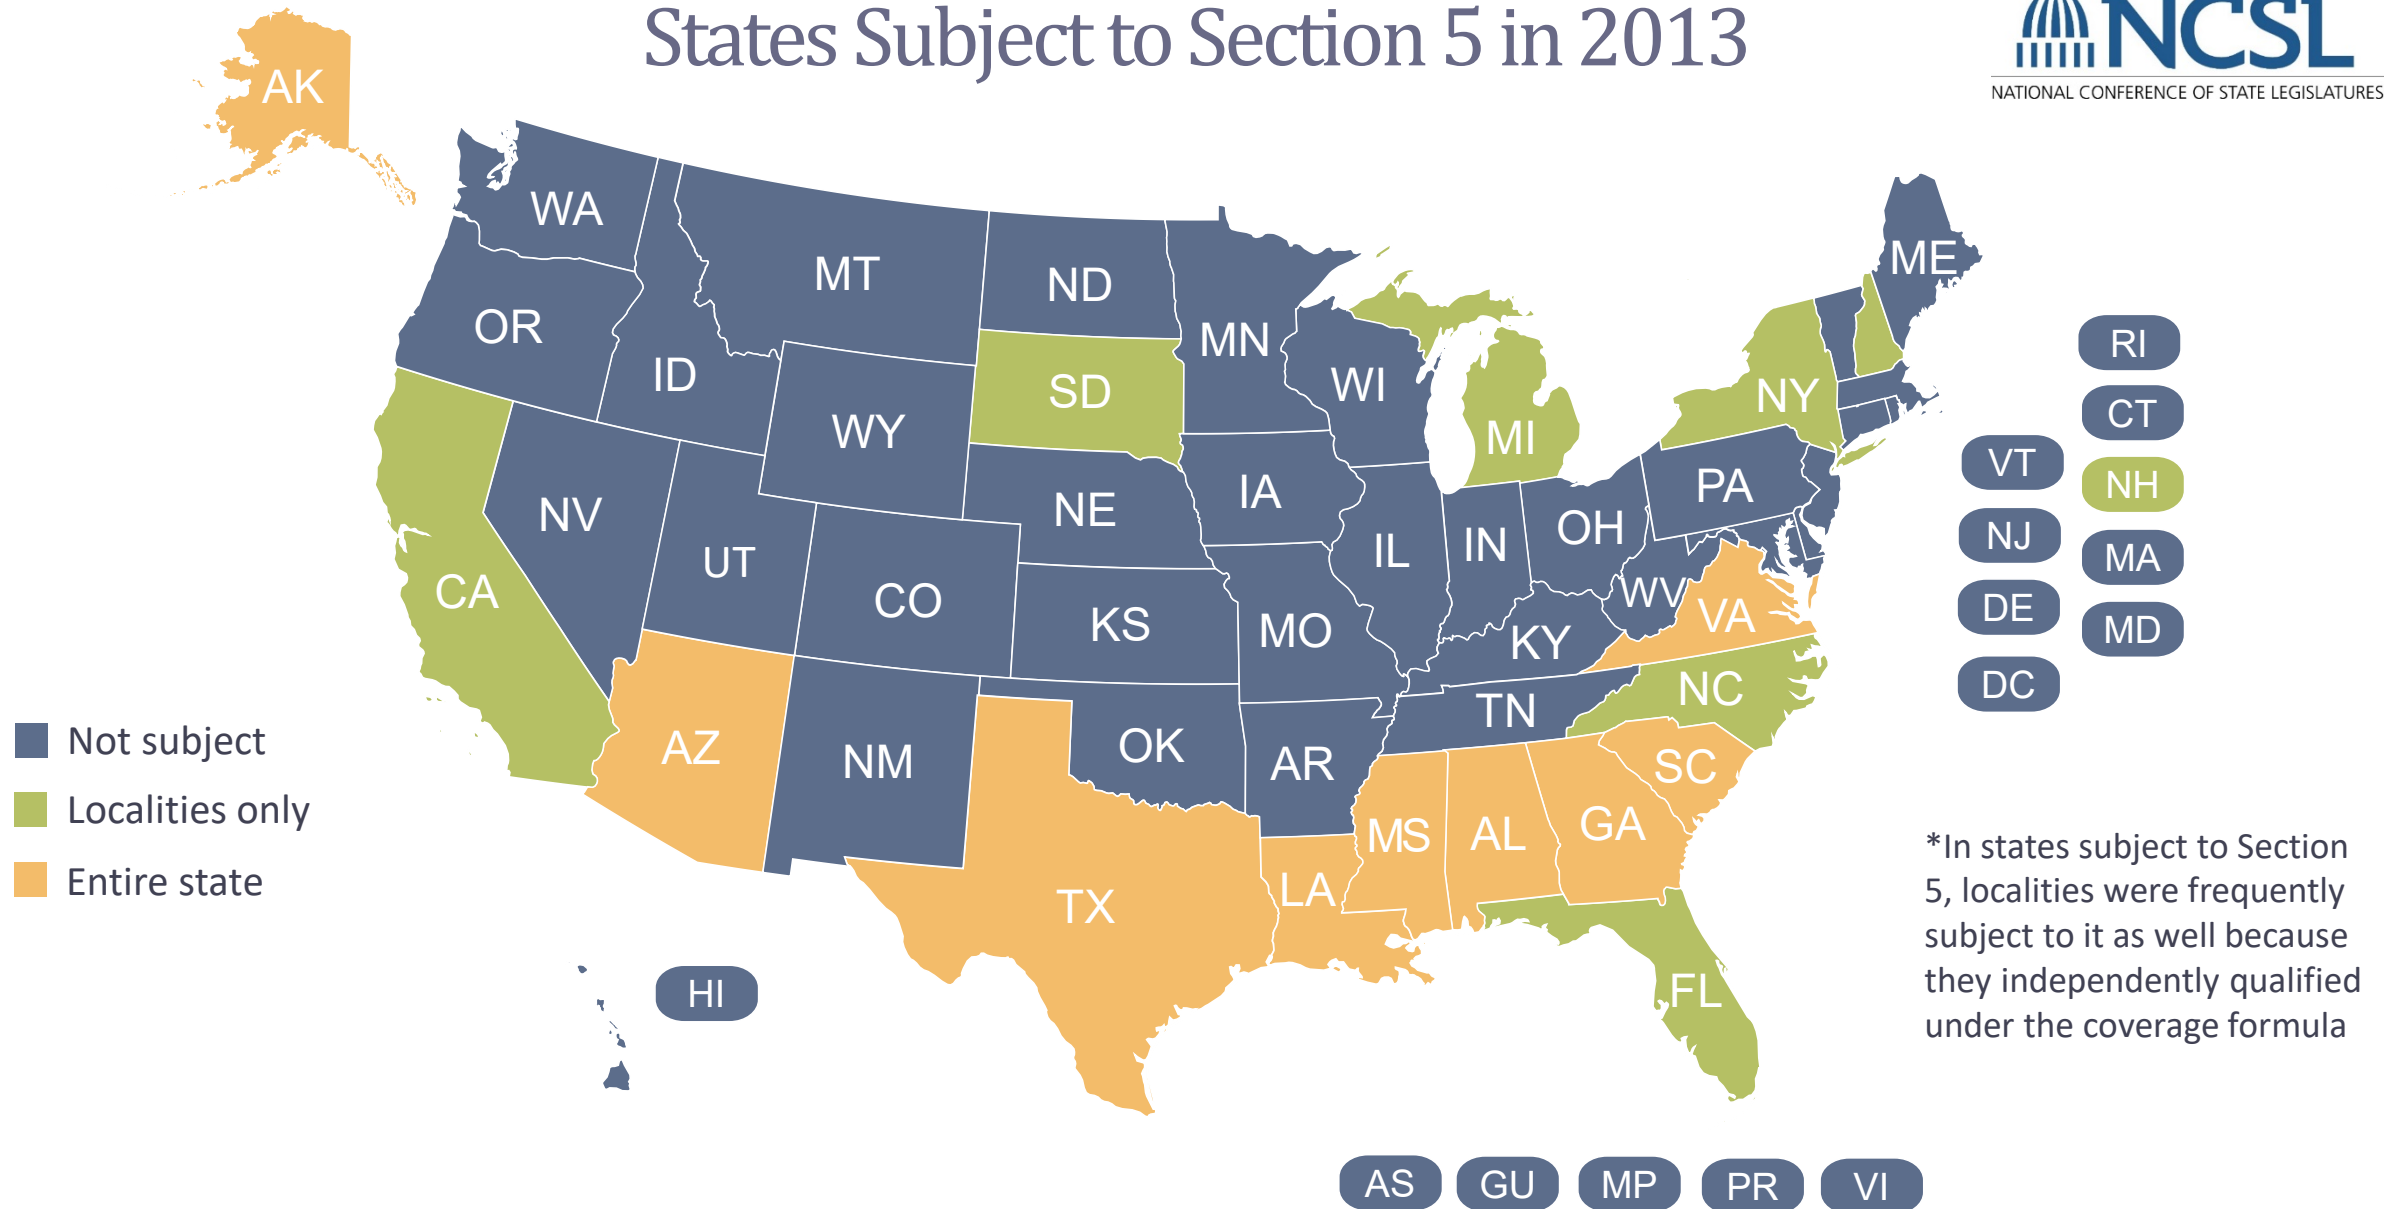 States Subject to Section 5 in 2013
NCSL
NATIONAL CONFERENCE OF STATE LEGISLATURES
AK
WA
MT
ND
MN
ME
OR
ID
WY
SD
WI
MI
NY
RI
CT
VT
NH
NV
UT
CO
NE
IA
IL
IN
OH
PA
NJ
MA
CA
KS
MO
KY
WV
VA
DE
MD
AZ
NM
OK
AR
TN
NC
SC
DC
Not subject
Localities only
Entire state
TX
LA
MS
AL
GA
FL
*In states subject to Section
5, localities were frequently
subject to it as well because
they independently qualified
under the coverage formula
HI
AS
GU
MP
PR
VI